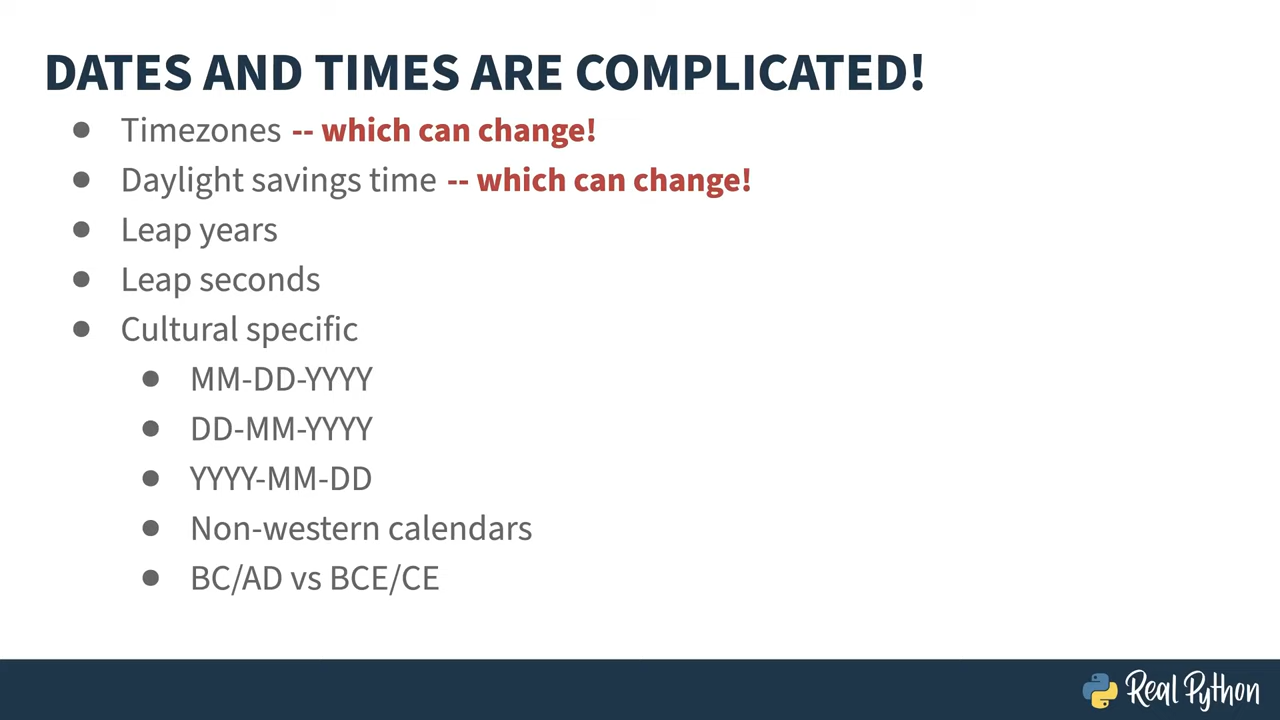 DATES AND TIMES ARE COMPLICATED!
● Timezones -- which can change!
● Daylight savings time -- which can change!
● Leap years
● Leap seconds
● Cultural specific
● MM-DD-YYYY
● DD-MM-YYYY
● YYYY-MM-DD
● Non-western calendars
● BC/AD vs BCE/CE
Real Python